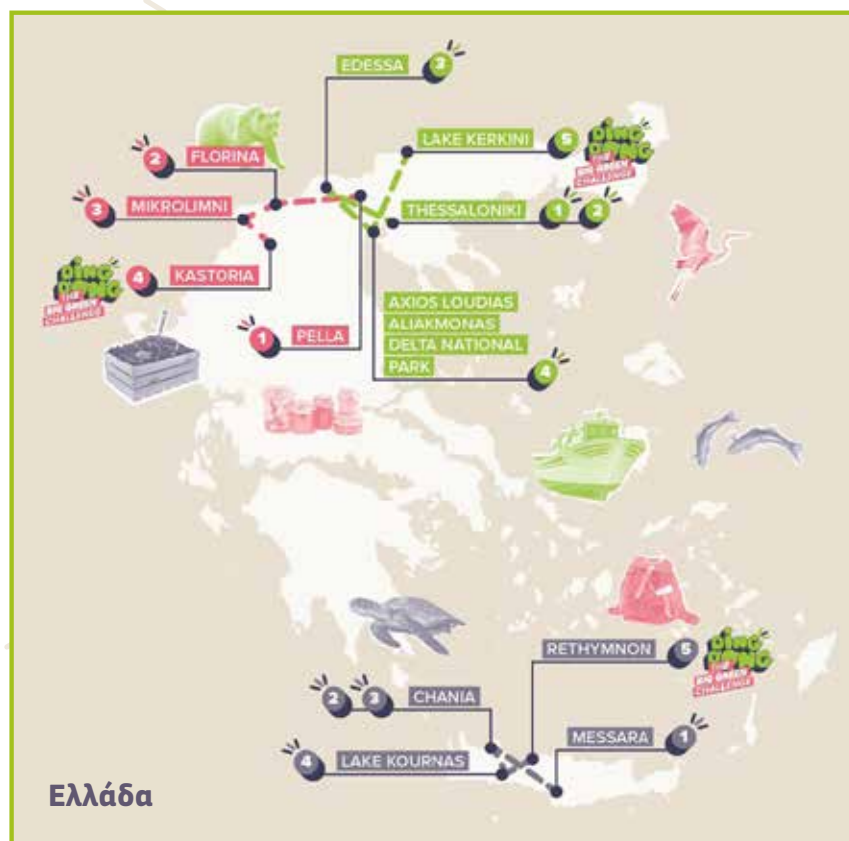 EDESSA
3
2
FLORINA
LAKE KERKINI
5
DING
DONG
THE
BIG GREEN
CHALLENGE
3
MIKROLIMNI
THESSALONIKI
1
2
DING
DONG
THE
BIG GREEN
CHALLENGE
4
KASTORIA
1
PELLA
AXIOS LOUDIAS
ALIAKMONAS
DELTA NATIONAL
PARK
4
RETHYMNON
5
DING
DONG
THE
BIG GREEN
CHALLENGE
2
3
CHANIA
MESSARA
1
4
LAKE KOURNAS
Ελλάδα